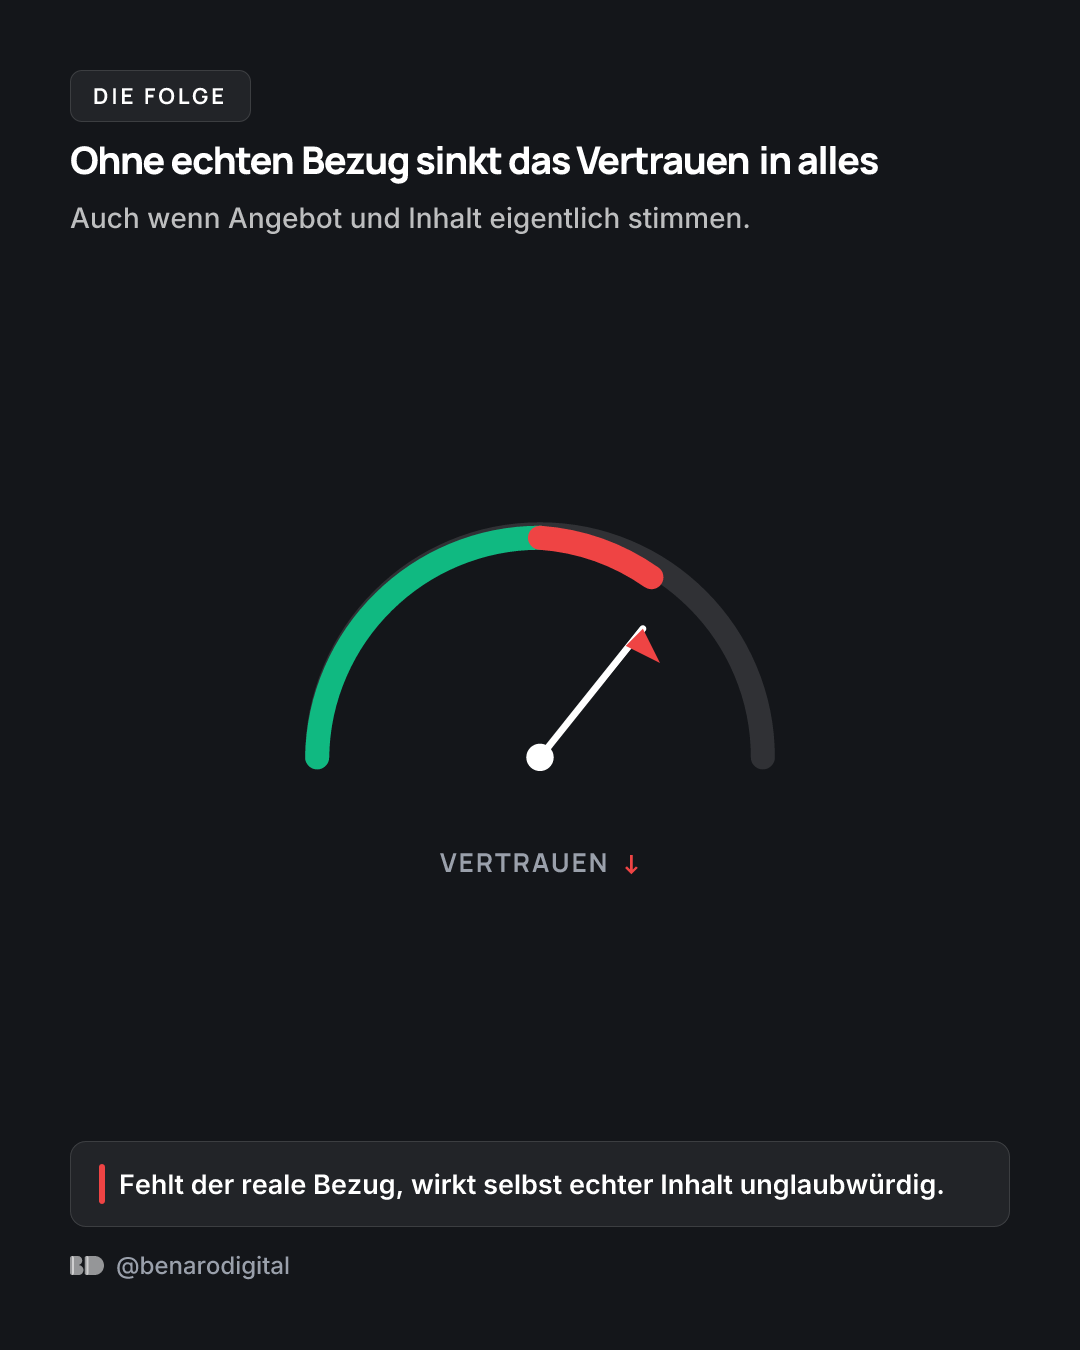 DIE FOLGE
Ohne echten Bezug sinkt das Vertrauen in alles
Auch wenn Angebot und Inhalt eigentlich stimmen.
VERTRAUEN ↓
Fehlt der reale Bezug, wirkt selbst echter Inhalt unglaubwürdig.
BD @benarodigital